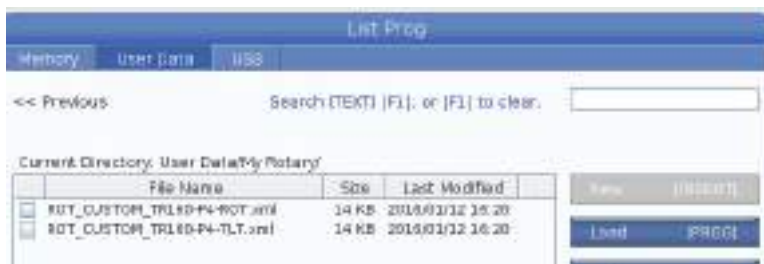 List Prog
Memory User Data USB
<< Previous Search (TEXT) [F1], or [F1] to clear.
Current Directory: User Data/My Rotary/
File Name Size Last Modified
New [INSERT]
ROT_CUSTOM_TR160-P4-ROT.xml 14 KB 2016/01/12 16:28
ROT_CUSTOM_TR160-P4-TLT.xml 14 KB 2016/01/12 16:28
Load [PROG]